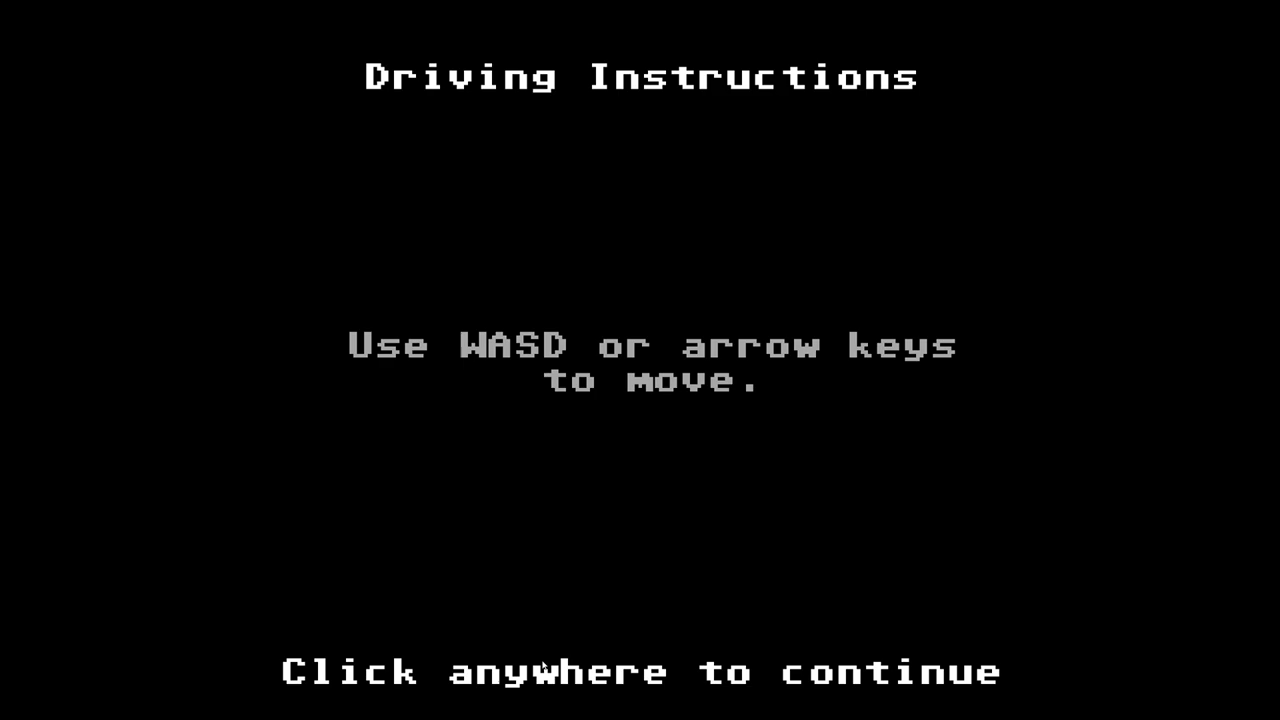 Driving Instructions
Use WASD or arrow keys
to move.
Click anywhere to continue